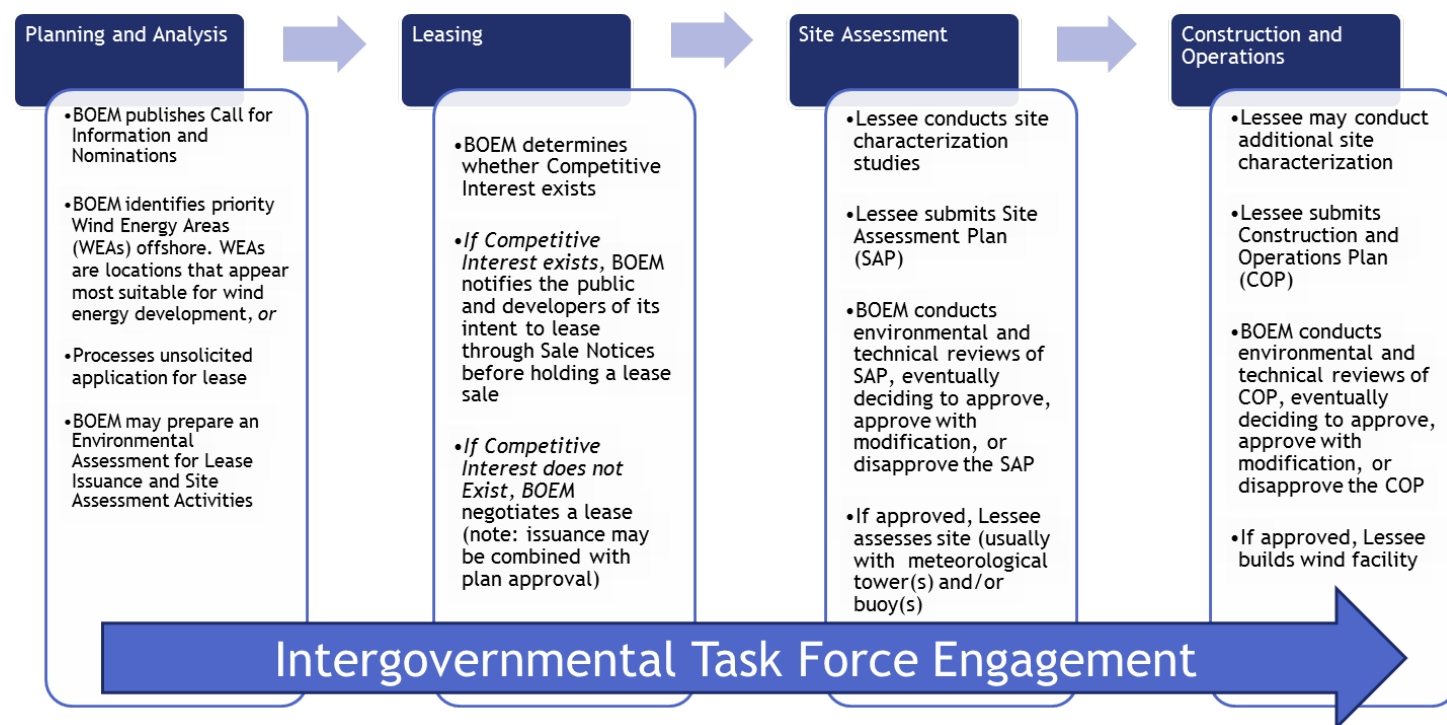 Planning and Analysis
•BOEM publishes Call for
Information and
Nominations
•BOEM identifies priority
Wind Energy Areas
(WEAs) offshore. WEAs
are locations that appear
most suitable for wind
energy development, or
•Processes unsolicited
application for lease
•BOEM may prepare an
Environmental
Assessment for Lease
Issuance and Site
Assessment Activities
Leasing
•BOEM determines
whether Competitive
Interest exists
•If Competitive
Interest exists, BOEM
notifies the public
and developers of its
intent to lease
through Sale Notices
before holding a lease
sale
•If Competitive
Interest does not
Exist, BOEM
negotiates a lease
(note: issuance may
be combined with
plan approval)
Site Assessment
•Lessee conducts site
characterization
studies
•Lessee submits Site
Assessment Plan
(SAP)
•BOEM conducts
environmental and
technical reviews of
SAP, eventually
deciding to approve,
approve with
modification, or
disapprove the SAP
•If approved, Lessee
assesses site (usually
with meteorological
tower(s) and/or
buoy(s)
Construction and
Operations
•Lessee may conduct
additional site
characterization
•Lessee submits
Construction and
Operations Plan
(COP)
•BOEM conducts
environmental and
technical reviews of
COP, eventually
deciding to approve,
approve with
modification, or
disapprove the COP
•If approved, Lessee
builds wind facility
Intergovernmental Task Force Engagement